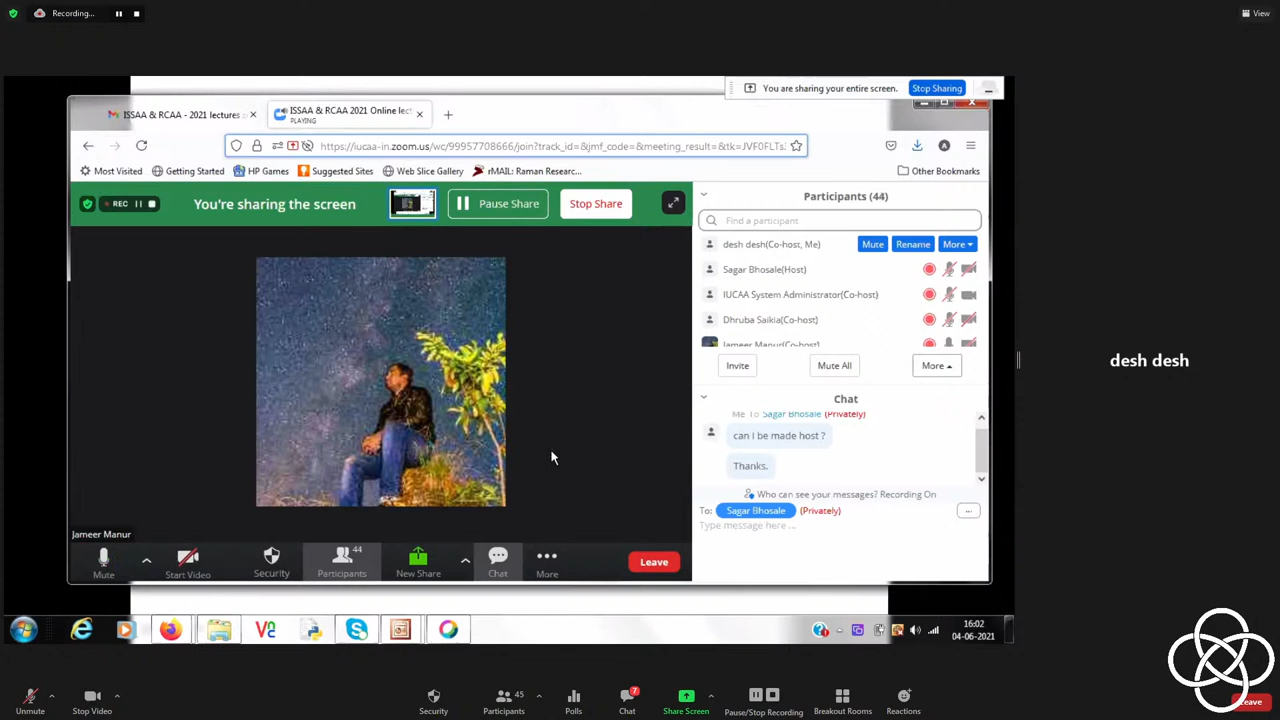 Recording...
View
You are sharing your entire screen.
Stop Sharing
ISSAA & RCAA - 2021 lectures
ISSAA & RCAA 2021 Online lect
PLAYING
https://iucaa-in.zoom.us/wc/99957708666/join?track_id=&jmf_code=&meeting_result=&tk=JVF0FLTs
Most Visited
Getting Started
HP Games
Suggested Sites
Web Slice Gallery
rMAIL: Raman Researc...
Other Bookmarks
REC
You're sharing the screen
Pause Share
Stop Share
Participants (44)
Find a participant
desh desh(Co-host, Me)
Mute
Rename
More
Sagar Bhosale(Host)
IUCAA System Administrator(Co-host)
Dhruba Saikia(Co-host)
Jameer Manur(Co-host)
Invite
Mute All
More
desh desh
Chat
Me To Sagar Bhosale (Privately)
can I be made host ?
Thanks.
Who can see your messages? Recording On
To: Sagar Bhosale (Privately)
...
Type message here ...
Jameer Manur
Mute
Start Video
Security
44
Participants
New Share
Chat
More
Leave
16:02
04-06-2021
Unmute
Stop Video
Security
Participants
45
Polls
Chat
7
Share Screen
Pause/Stop Recording
Breakout Rooms
Reactions
Leave